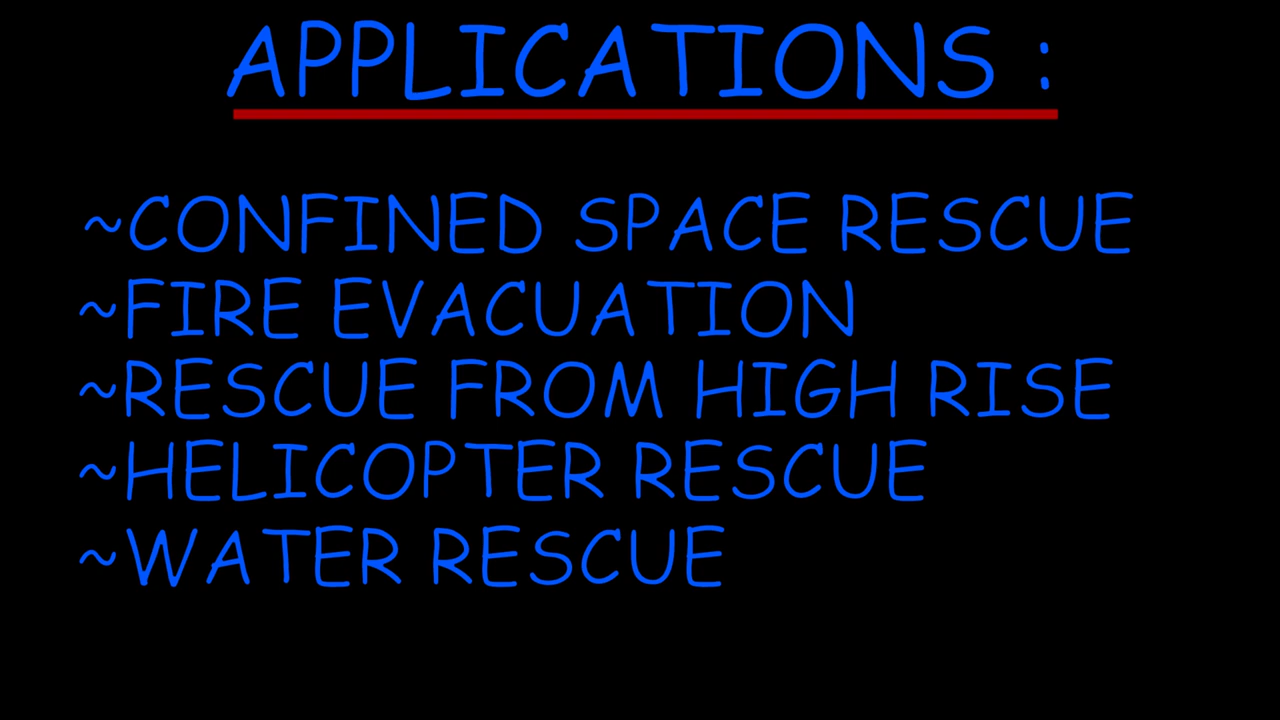 APPLICATIONS :
~CONFINED SPACE RESCUE
~FIRE EVACUATION
~RESCUE FROM HIGH RISE
~HELICOPTER RESCUE
~WATER RESCUE